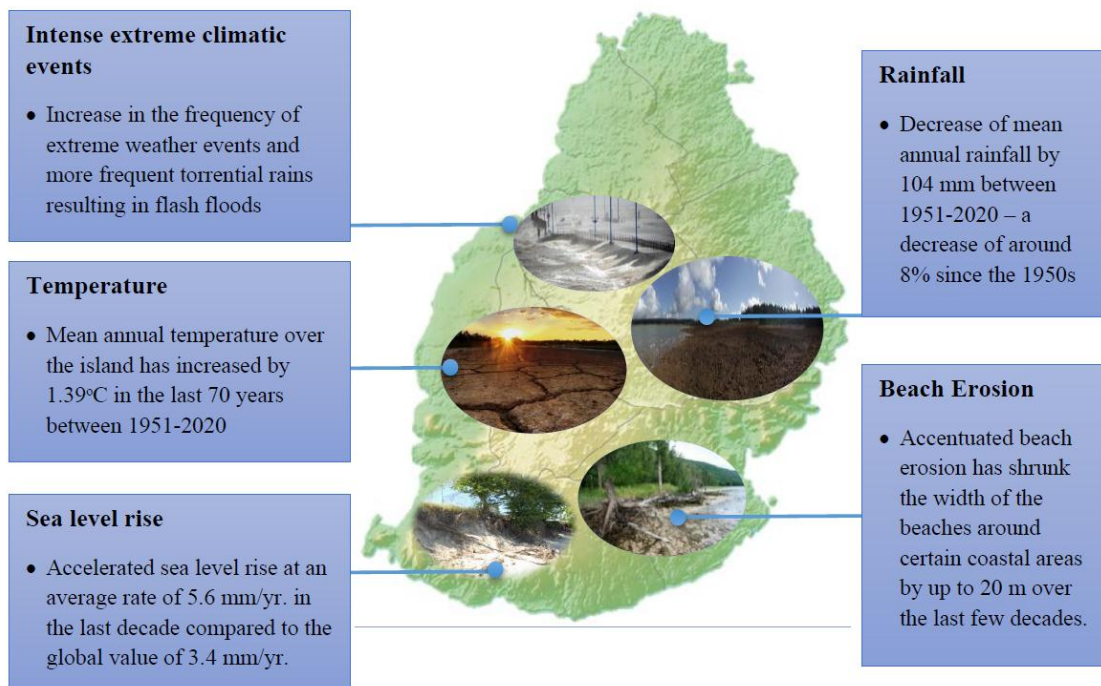 Intense extreme climatic
events
• Increase in the frequency of
extreme weather events and
more frequent torrential rains
resulting in flash floods
Temperature
• Mean annual temperature over
the island has increased by
1.39°C in the last 70 years
between 1951-2020
Sea level rise
• Accelerated sea level rise at an
average rate of 5.6 mm/yr. in
the last decade compared to the
global value of 3.4 mm/yr.
Rainfall
• Decrease of mean
annual rainfall by
104 mm between
1951-2020 – a
decrease of around
8% since the 1950s
Beach Erosion
• Accentuated beach
erosion has shrunk
the width of the
beaches around
certain coastal areas
by up to 20 m over
the last few decades.